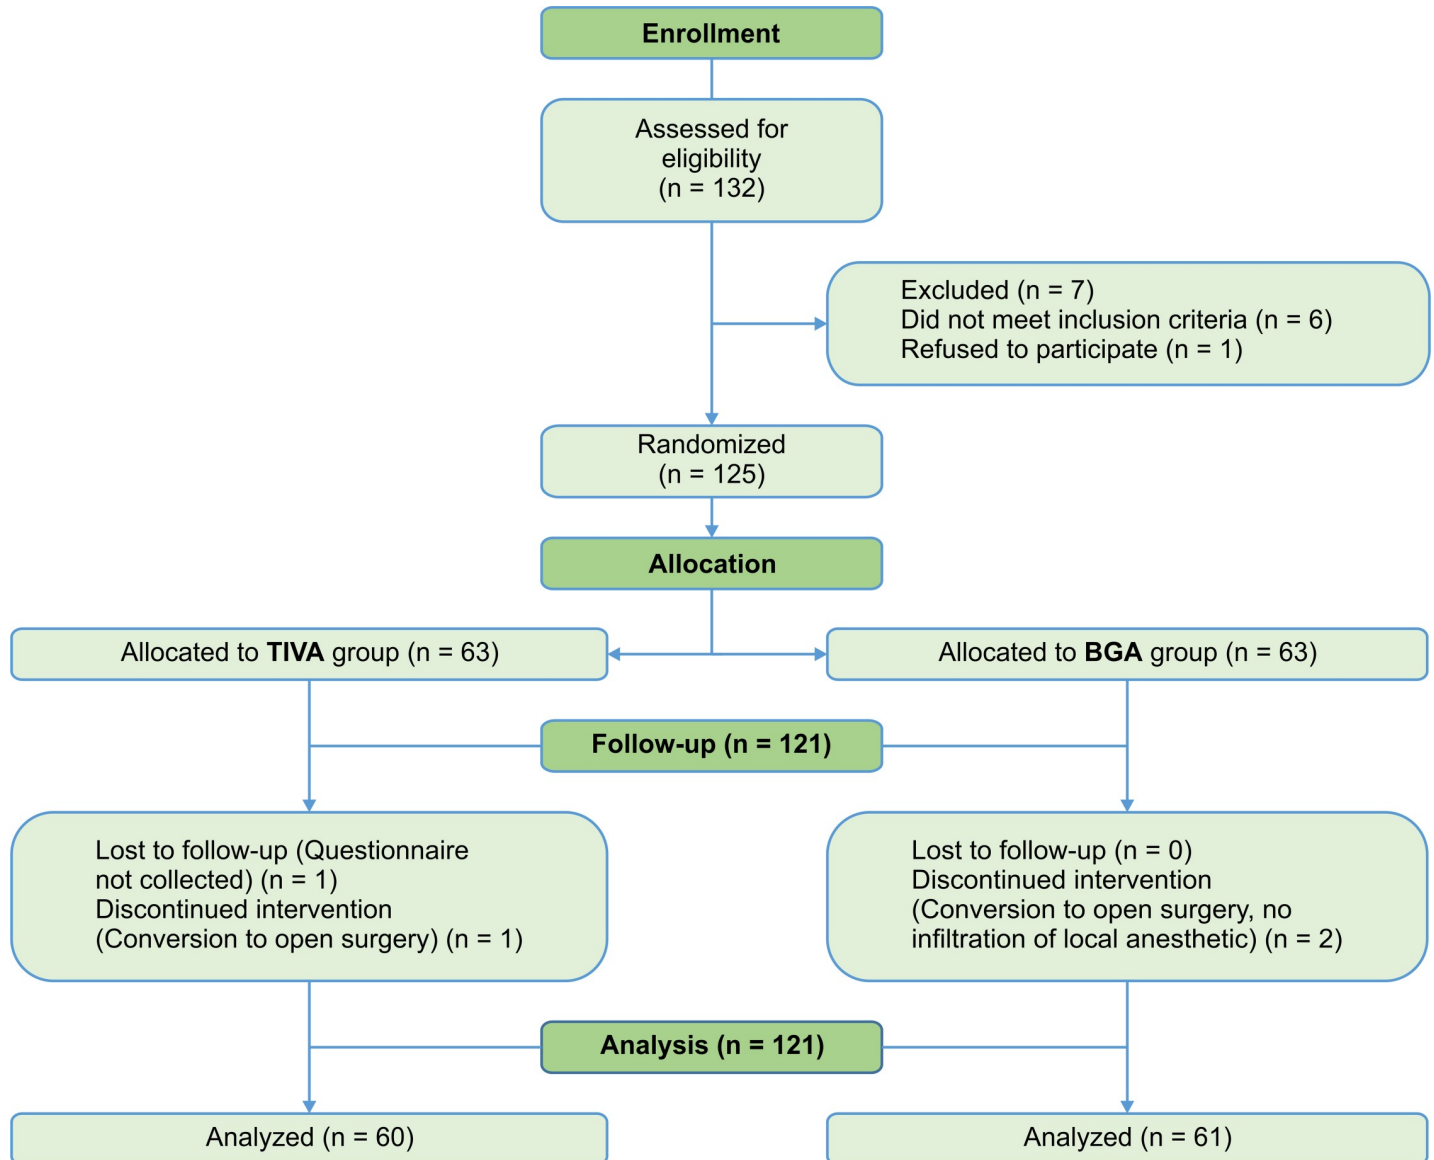 Enrollment
Assessed for
eligibility
(n = 132)
Excluded (n = 7)
Did not meet inclusion criteria (n = 6)
Refused to participate (n = 1)
Randomized
(n = 125)
Allocation
Allocated to TIVA group (n = 63)
Allocated to BGA group (n = 63)
Follow-up (n = 121)
Lost to follow-up (Questionnaire
not collected) (n = 1)
Discontinued intervention
(Conversion to open surgery) (n = 1)
Lost to follow-up (n = 0)
Discontinued intervention
(Conversion to open surgery, no
infiltration of local anesthetic) (n = 2)
Analysis (n = 121)
Analyzed (n = 60)
Analyzed (n = 61)